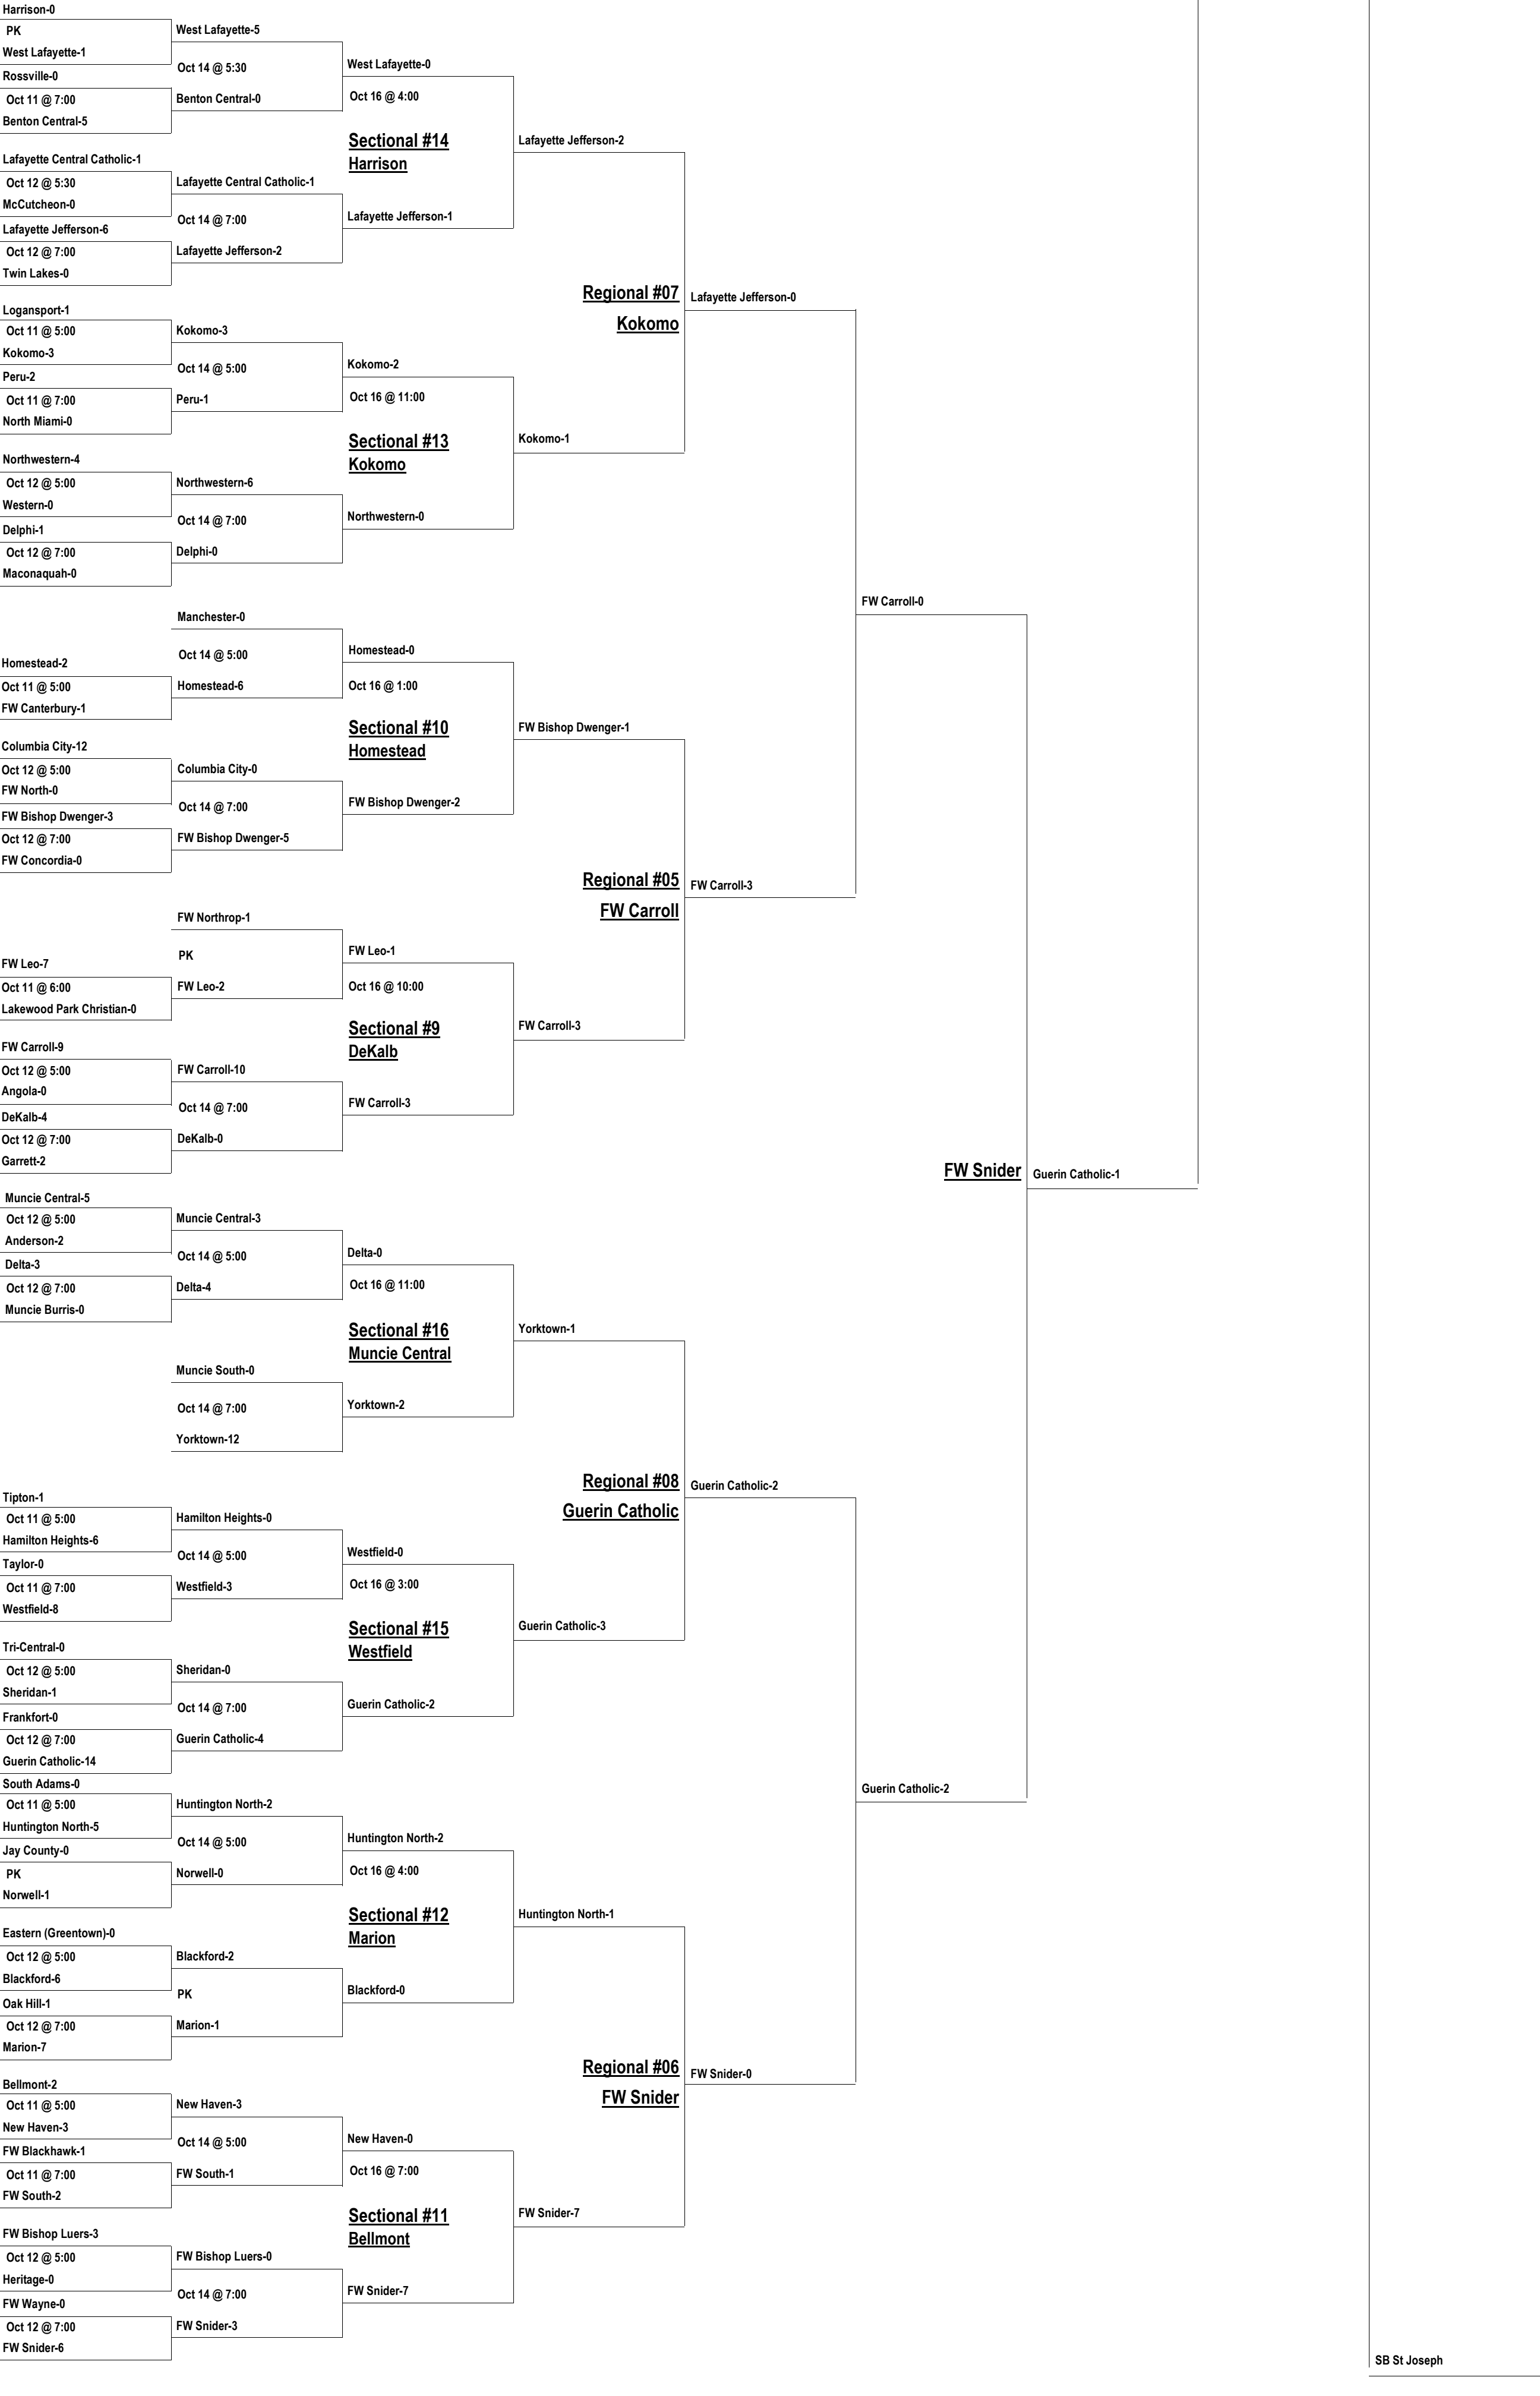 Harrison-0
PK
West Lafayette-1
Rossville-0
Oct 11 @ 7:00
Benton Central-5
Lafayette Central Catholic-1
Oct 12 @ 5:30
McCutcheon-0
Lafayette Jefferson-6
Oct 12 @ 7:00
Twin Lakes-0
West Lafayette-5
Oct 14 @ 5:30
Benton Central-0
Lafayette Central Catholic-1
Oct 14 @ 7:00
Lafayette Jefferson-2
West Lafayette-0
Oct 16 @ 4:00
Sectional #14
Harrison
Lafayette Jefferson-1
Lafayette Jefferson-2
Logansport-1
Oct 11 @ 5:00
Kokomo-3
Peru-2
Oct 11 @ 7:00
North Miami-0
Northwestern-4
Oct 12 @ 5:00
Western-0
Delphi-1
Oct 12 @ 7:00
Maconaquah-0
Kokomo-3
Oct 14 @ 5:00
Peru-1
Northwestern-6
Oct 14 @ 7:00
Delphi-0
Kokomo-2
Oct 16 @ 11:00
Sectional #13
Kokomo
Northwestern-0
Kokomo-1
Regional #07
Kokomo
Lafayette Jefferson-0
Homestead-2
Oct 11 @ 5:00
FW Canterbury-1
Columbia City-12
Oct 12 @ 5:00
FW North-0
FW Bishop Dwenger-3
Oct 12 @ 7:00
FW Concordia-0
Manchester-0
Oct 14 @ 5:00
Homestead-6
Columbia City-0
Oct 14 @ 7:00
FW Bishop Dwenger-5
Homestead-0
Oct 16 @ 1:00
Sectional #10
Homestead
FW Bishop Dwenger-2
FW Bishop Dwenger-1
FW Leo-7
Oct 11 @ 6:00
Lakewood Park Christian-0
FW Carroll-9
Oct 12 @ 5:00
Angola-0
DeKalb-4
Oct 12 @ 7:00
Garrett-2
FW Northrop-1
PK
FW Leo-2
FW Carroll-10
Oct 14 @ 7:00
DeKalb-0
FW Leo-1
Oct 16 @ 10:00
Sectional #9
DeKalb
FW Carroll-3
FW Carroll-3
Regional #05
FW Carroll
FW Carroll-3
FW Carroll-0
Muncie Central-5
Oct 12 @ 5:00
Anderson-2
Delta-3
Oct 12 @ 7:00
Muncie Burris-0
Muncie Central-3
Oct 14 @ 5:00
Delta-4
Muncie South-0
Oct 14 @ 7:00
Yorktown-12
Delta-0
Oct 16 @ 11:00
Sectional #16
Muncie Central
Yorktown-2
Yorktown-1
Tipton-1
Oct 11 @ 5:00
Hamilton Heights-6
Taylor-0
Oct 11 @ 7:00
Westfield-8
Tri-Central-0
Oct 12 @ 5:00
Sheridan-1
Frankfort-0
Oct 12 @ 7:00
Guerin Catholic-14
Hamilton Heights-0
Oct 14 @ 5:00
Westfield-3
Sheridan-0
Oct 14 @ 7:00
Guerin Catholic-4
Westfield-0
Oct 16 @ 3:00
Sectional #15
Westfield
Guerin Catholic-2
Guerin Catholic-3
Regional #08
Guerin Catholic
Guerin Catholic-2
South Adams-0
Oct 11 @ 5:00
Huntington North-5
Jay County-0
PK
Norwell-1
Eastern (Greentown)-0
Oct 12 @ 5:00
Blackford-6
Oak Hill-1
Oct 12 @ 7:00
Marion-7
Huntington North-2
Oct 14 @ 5:00
Norwell-0
Blackford-2
PK
Marion-1
Huntington North-2
Oct 16 @ 4:00
Sectional #12
Marion
Blackford-0
Huntington North-1
Bellmont-2
Oct 11 @ 5:00
New Haven-3
FW Blackhawk-1
Oct 11 @ 7:00
FW South-2
FW Bishop Luers-3
Oct 12 @ 5:00
Heritage-0
FW Wayne-0
Oct 12 @ 7:00
FW Snider-6
New Haven-3
Oct 14 @ 5:00
FW South-1
FW Bishop Luers-0
Oct 14 @ 7:00
FW Snider-3
New Haven-0
Oct 16 @ 7:00
Sectional #11
Bellmont
FW Snider-7
FW Snider-7
Regional #06
FW Snider
FW Snider-0
Guerin Catholic-2
FW Snider
Guerin Catholic-1
SB St Joseph